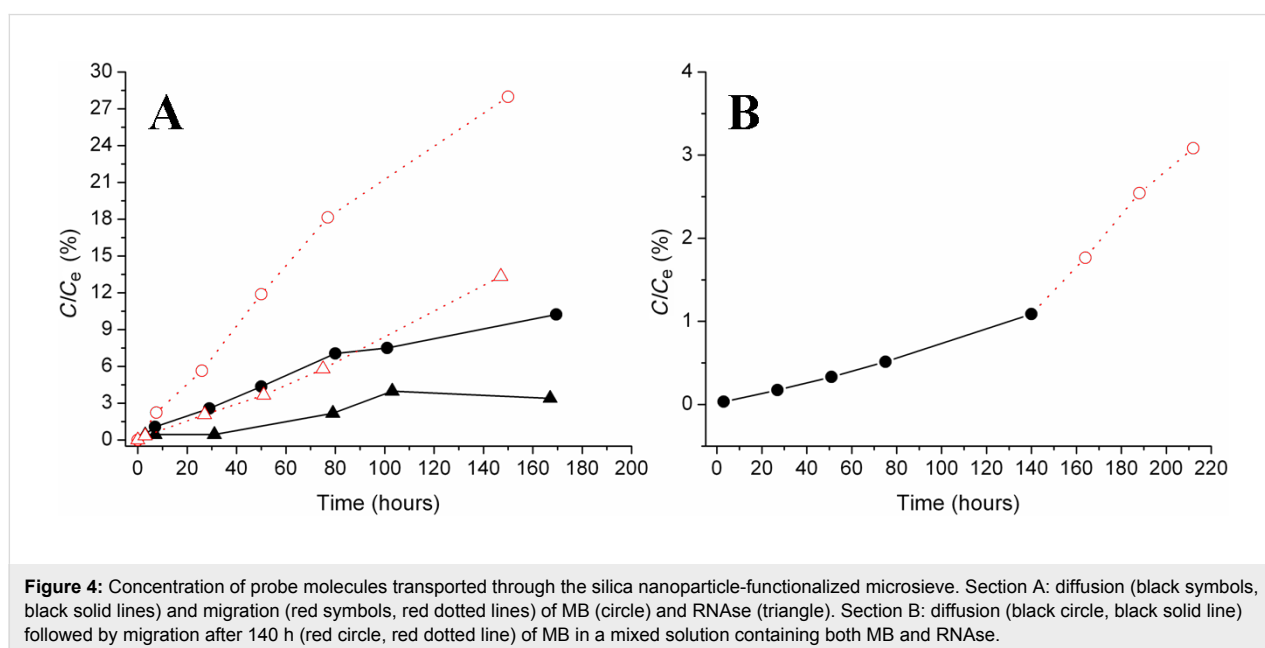 A
B
C/Ce (%)
30
27
24
21
18
15
12
9
6
3
0
0 20 40 60 80 100 120 140 160 180 200
Time (hours)
C/Ce (%)
4
3
2
1
0
0 20 40 60 80 100 120 140 160 180 200 220
Time (hours)
Figure 4: Concentration of probe molecules transported through the silica nanoparticle-functionalized microsieve. Section A: diffusion (black symbols,
black solid lines) and migration (red symbols, red dotted lines) of MB (circle) and RNAse (triangle). Section B: diffusion (black circle, black solid line)
followed by migration after 140 h (red circle, red dotted line) of MB in a mixed solution containing both MB and RNAse.